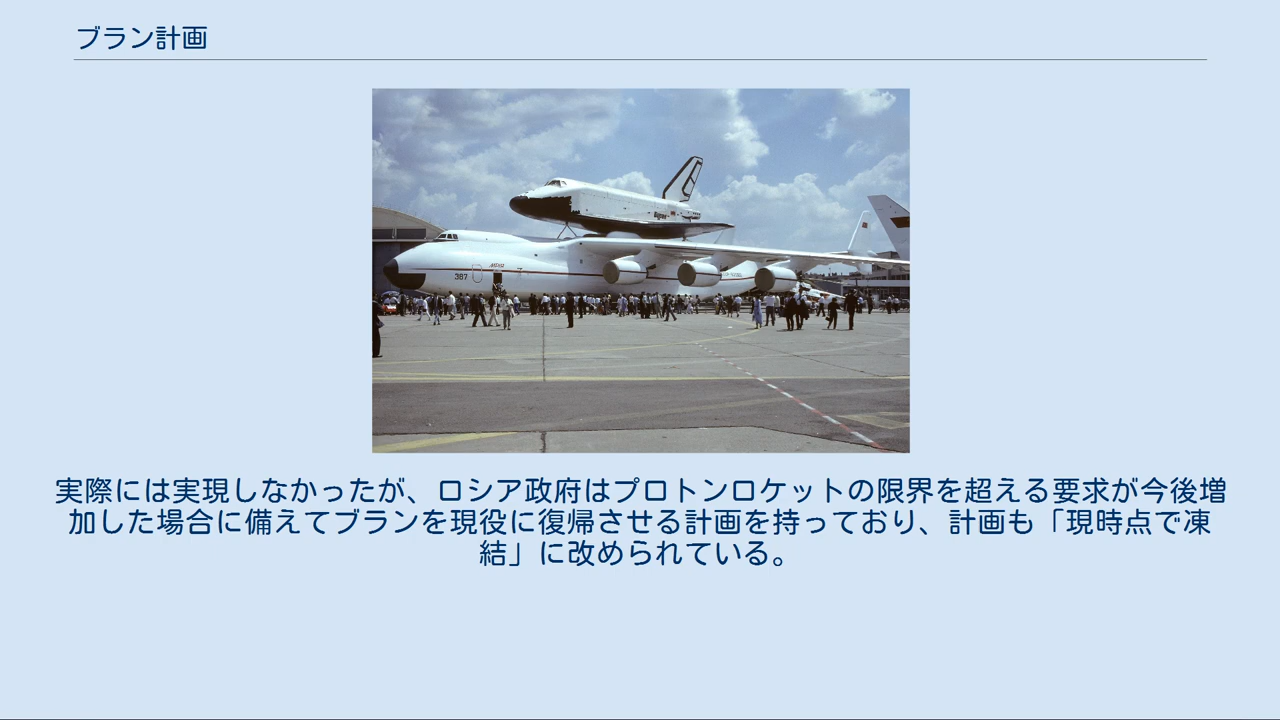 ブラン計画
387
実際には実現しなかったが、ロシア政府はプロトンロケットの限界を超える要求が今後増
加した場合に備えてブランを現役に復帰させる計画を持っており、計画も「現時点で凍
結」に改められている。